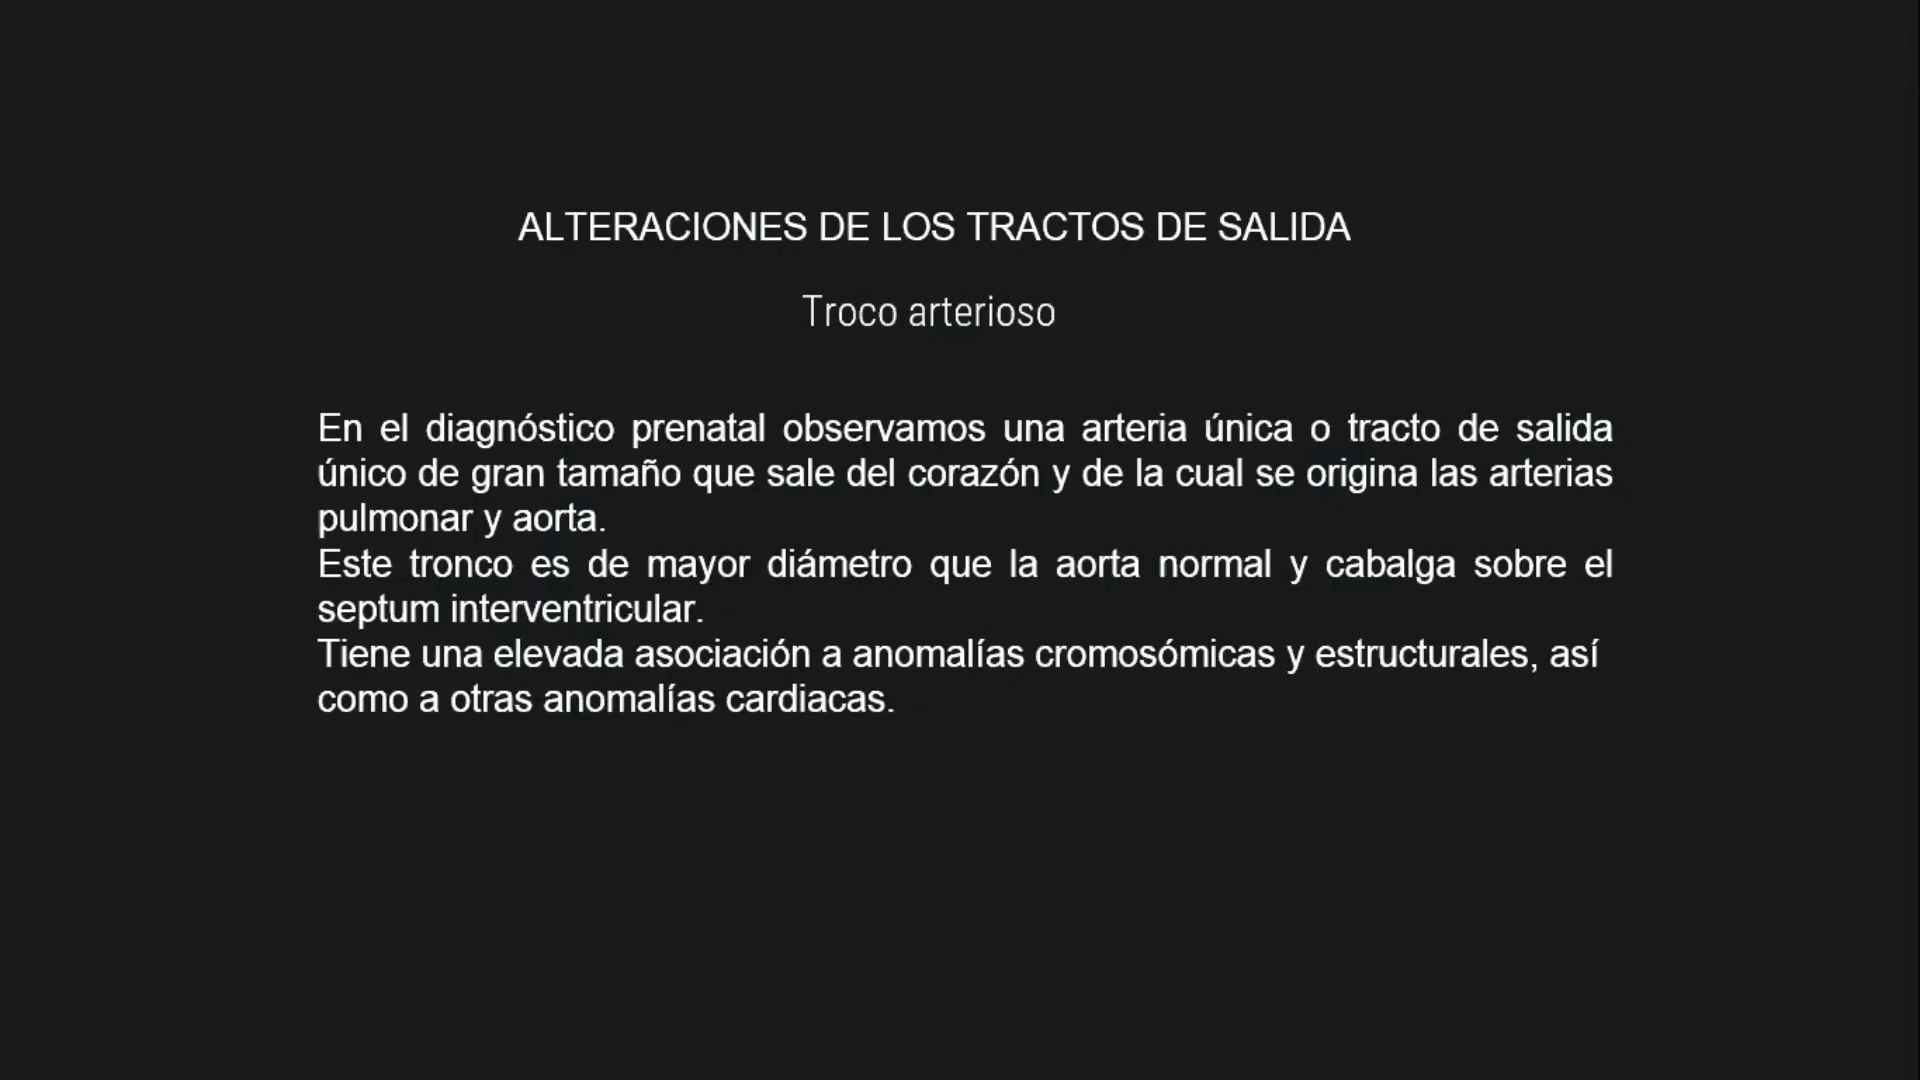 ALTERACIONES DE LOS TRACTOS DE SALIDA
Troco arterioso
En el diagnóstico prenatal observamos una arteria única o tracto de salida
único de gran tamaño que sale del corazón y de la cual se origina las arterias
pulmonar y aorta.
Este tronco es de mayor diámetro que la aorta normal y cabalga sobre el
septum interventricular.
Tiene una elevada asociación a anomalías cromosómicas y estructurales, así
como a otras anomalías cardiacas.